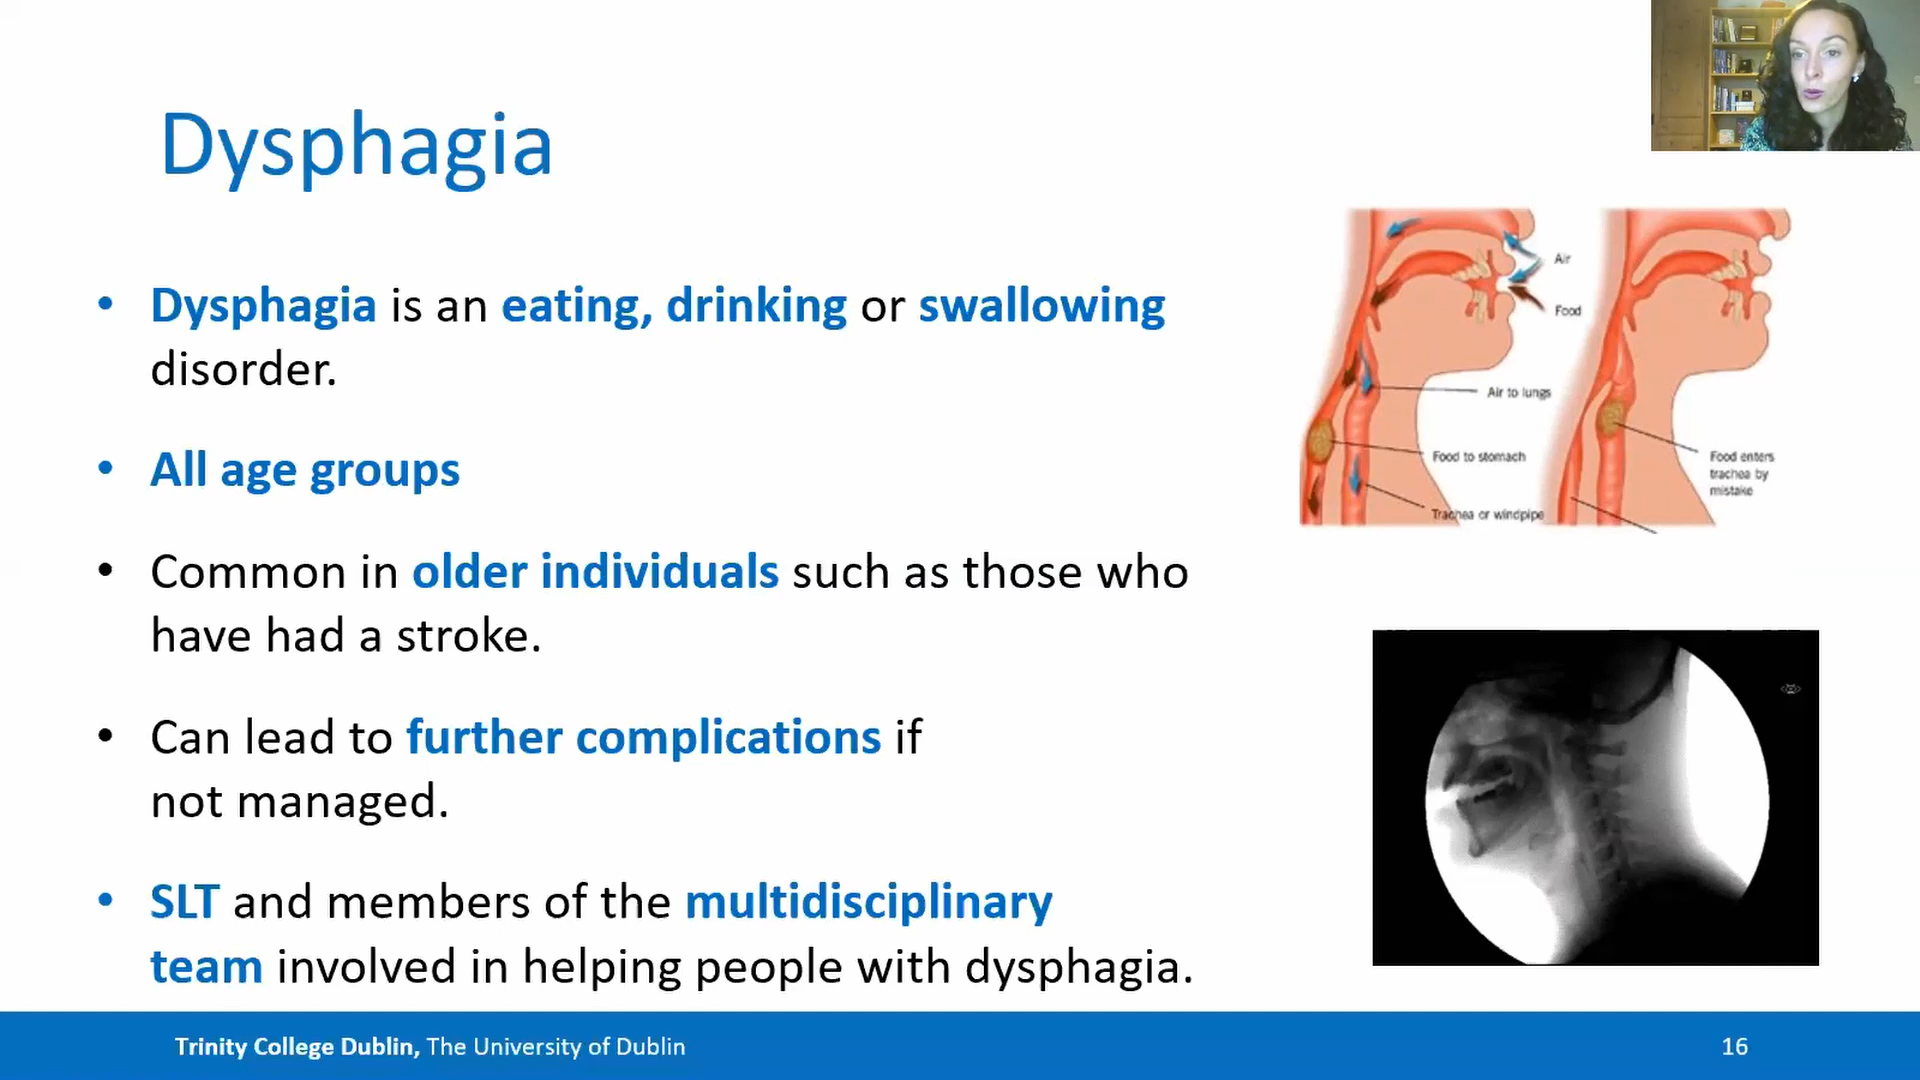 Dysphagia
• Dysphagia is an eating, drinking or swallowing
disorder.
• All age groups
• Common in older individuals such as those who
have had a stroke.
• Can lead to further complications if
not managed.
• SLT and members of the multidisciplinary
team involved in helping people with dysphagia.
Air
Food
Air to lungs
Food to stomach
Trachea or windpipe
Food enters
trachea by
mistake
Trinity College Dublin, The University of Dublin
16